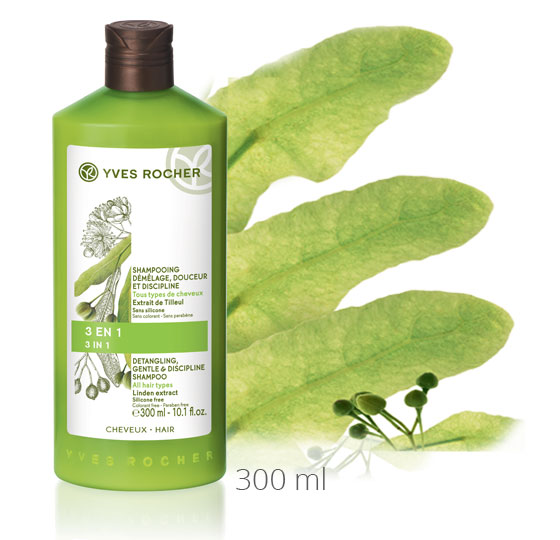 YVES ROCHER
SHAMPOOING
DÉMÊLAGE, DOUCEUR
ET DISCIPLINE
Tous types de cheveux
Extrait de Tilleul
Sans silicone
Sans colorant - Sans parabène
3 EN 1
3 IN 1
DETANGLING,
GENTLE & DISCIPLINE
SHAMPOO
All hair types
Linden extract
Silicone free
Colorant free - Paraben free
e300 ml - 10.1 fl.oz.
CHEVEUX • HAIR
YVES ROCHER
300 ml